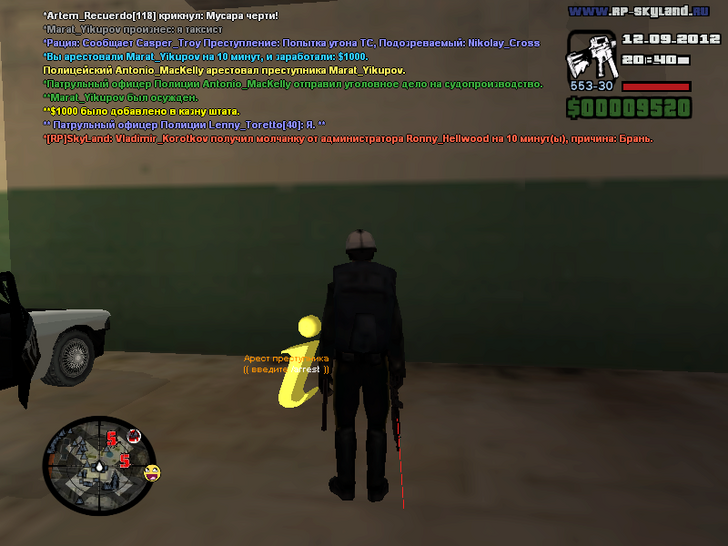 *Artem_Recuerdo[118] крикнул: Мусара черти!
*Marat_Yikupov произнес: я таксист
*Рация: Сообщает Casper_Troy Преступление: Попытка угона ТС, Подозреваемый: Nikolay_Cross
*Вы арестовали Marat_Yikupov на 10 минут, и заработали: $1000.
Полицейский Antonio_MacKelly арестовал преступника Marat_Yikupov.
*Патрульный офицер Полиции Antonio_MacKelly отправил уголовное дело на судопроизводство.
**Marat_Yikupov был осужден.
**$1000 было добавлено в казну штата.
** Патрульный офицер Полиции Lenny_Toretto[40]: Я. **
*[RP]SkyLand: Vladimir_Korotkov получил молчанку от администратора Ronny_Hellwood на 10 минут(ы), причина: Брань.
www.RP-SkyLand.ru
12.09.2012
20:40
553-30
$00009520
Арест преступника
(( введите /arrest ))